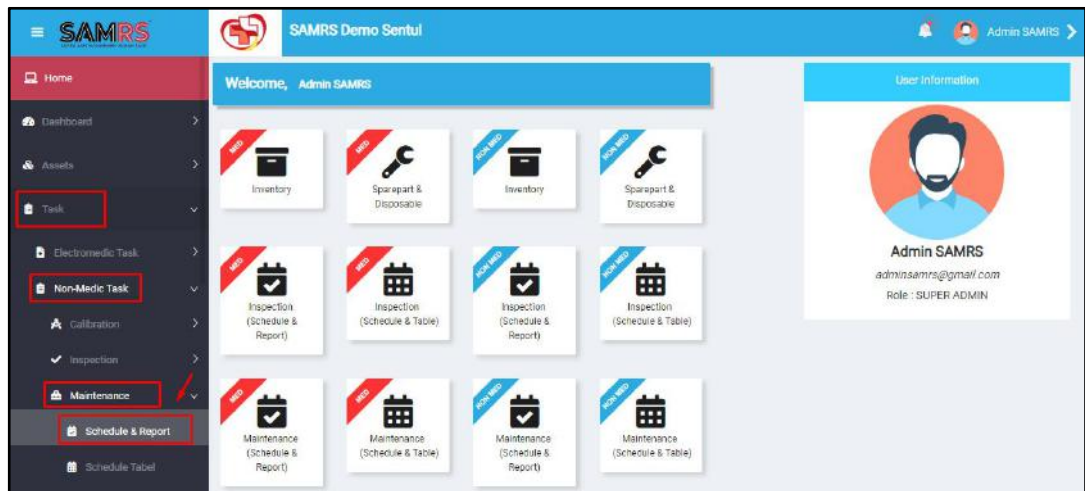 SAMRS
SAMRS Demo Sentul
Admin SAMRS
Home
Dashboard
Assets
Task
Electromedic Task
Non-Medic Task
Calibration
Inspection
Maintenance
Schedule & Report
Schedule Tabel
Welcome, Admin SAMRS
MED
Inventory
MED
Sparepart &
Disposable
NON MED
Inventory
NON MED
Sparepart &
Disposable
MED
Inspection
(Schedule &
Report)
MED
Inspection
(Schedule & Table)
NON MED
Inspection
(Schedule &
Report)
NON MED
Inspection
(Schedule & Table)
MED
Maintenance
(Schedule &
Report)
MED
Maintenance
(Schedule & Table)
NON MED
Maintenance
(Schedule &
Report)
NON MED
Maintenance
(Schedule & Table)
User Information
Admin SAMRS
adminsamrs@gmail.com
Role : SUPER ADMIN